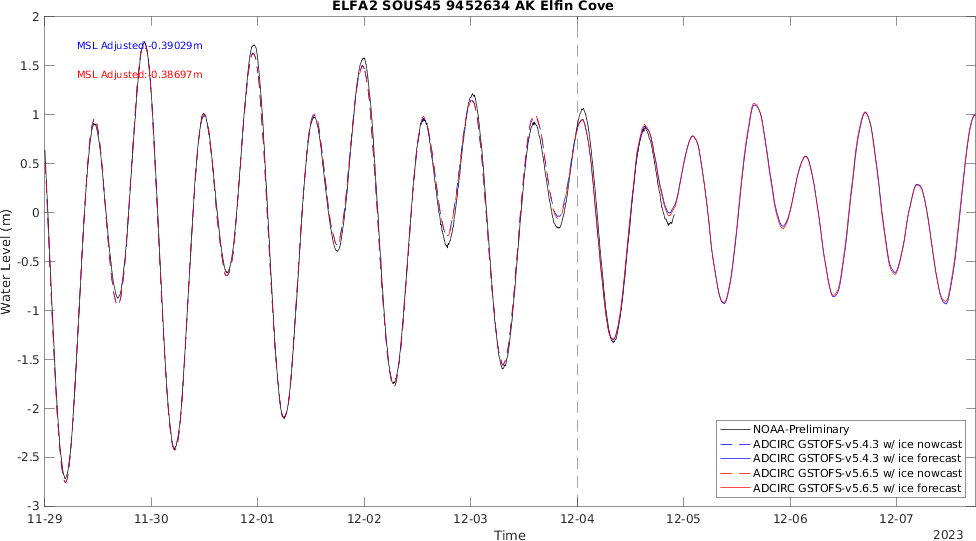 ELFA2 SOUS45 9452634 AK Elfin Cove
2
1.5
1
0.5
0
-0.5
-1
-1.5
-2
-2.5
-3
Water Level (m)
MSL Adjusted:-0.39029m
MSL Adjusted:-0.38697m
NOAA-Preliminary
ADCIRC GSTOFS-v5.4.3 w/ ice nowcast
ADCIRC GSTOFS-v5.4.3 w/ ice forecast
ADCIRC GSTOFS-v5.6.5 w/ ice nowcast
ADCIRC GSTOFS-v5.6.5 w/ ice forecast
11-29 11-30 12-01 12-02 12-03 12-04 12-05 12-06 12-07
Time
2023